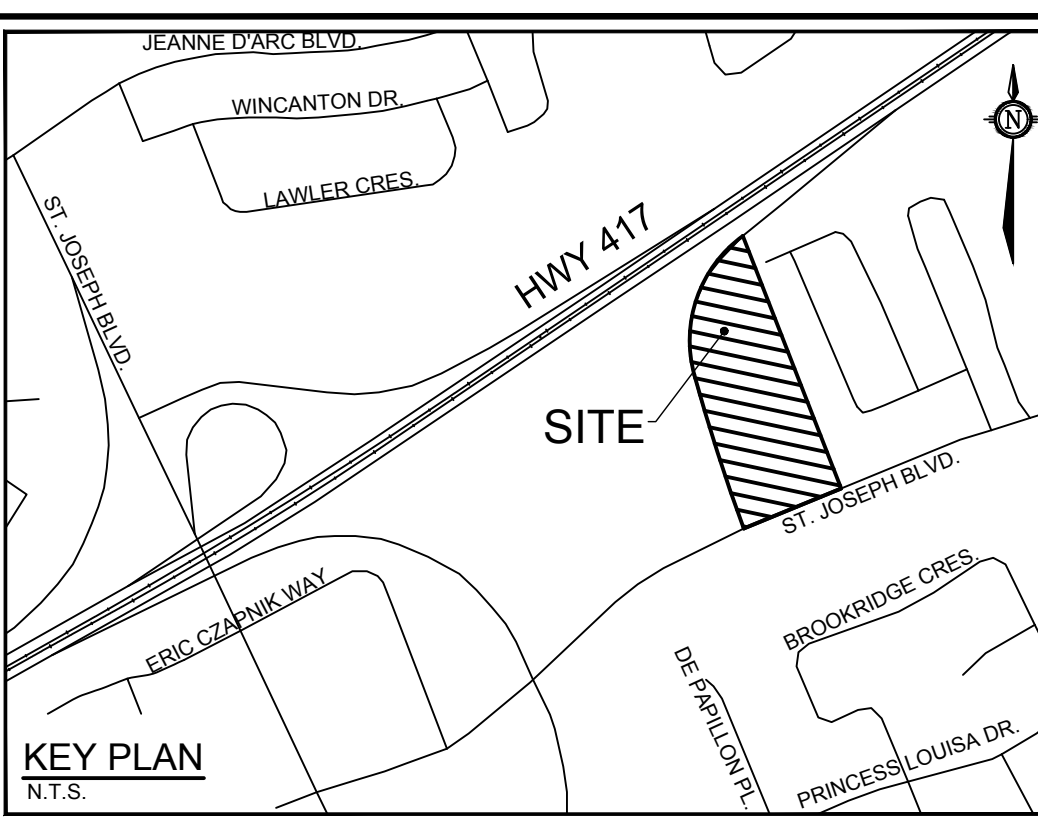 JEANNE D'ARC BLVD.
WINCANTON DR.
N
LAWLER CRES.
ST. JOSEPH BLVD.
HWY 417
SITE
ST. JOSEPH BLVD.
BROOKRIDGE CRES.
ERIC CZAPNIK WAY
DE PAPILLON PL.
PRINCESS LOUISA DR.
KEY PLAN
N.T.S.